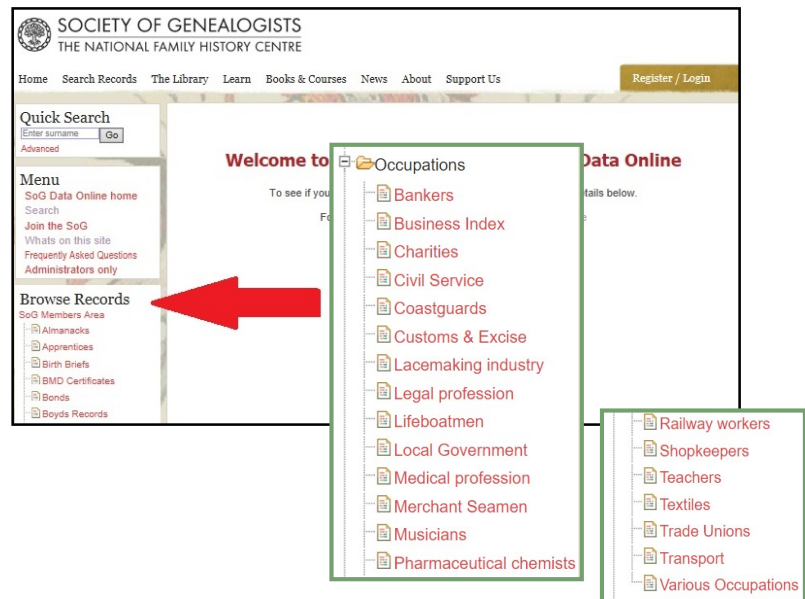 SOCIETY OF GENEALOGISTS
THE NATIONAL FAMILY HISTORY CENTRE
Home Search Records The Library Learn Books & Courses News About Support Us Register / Login
Quick Search
Enter surname Go
Advanced
Menu
SoG Data Online home
Search
Join the SoG
Whats on this site
Frequently Asked Questions
Administrators only
Browse Records
SoG Members Area
Almanacks
Apprentices
Birth Briefs
BMD Certificates
Bonds
Boyds Records
Welcome to Data Online
To see if you tails below.
Occupations
Bankers
Business Index
Charities
Civil Service
Coastguards
Customs & Excise
Lacemaking industry
Legal profession
Lifeboatmen
Local Government
Medical profession
Merchant Seamen
Musicians
Pharmaceutical chemists
Railway workers
Shopkeepers
Teachers
Textiles
Trade Unions
Transport
Various Occupations